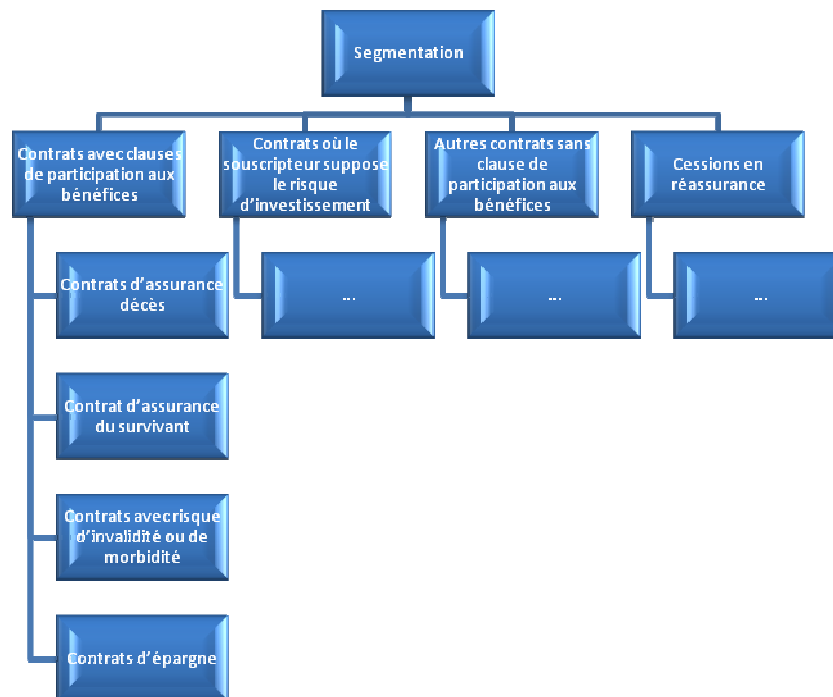 Segmentation
Contrats avec clauses
de participation aux
bénéfices
Contrats où le
souscripteur suppose
le risque
d'investissement
Autres contrats sans
clause de
participation aux
bénéfices
Cessions en
réassurance
Contrats d'assurance
décès
...
...
...
Contrat d'assurance
du survivant
Contrats avec risque
d'invalidité ou de
morbidité
Contrats d'épargne